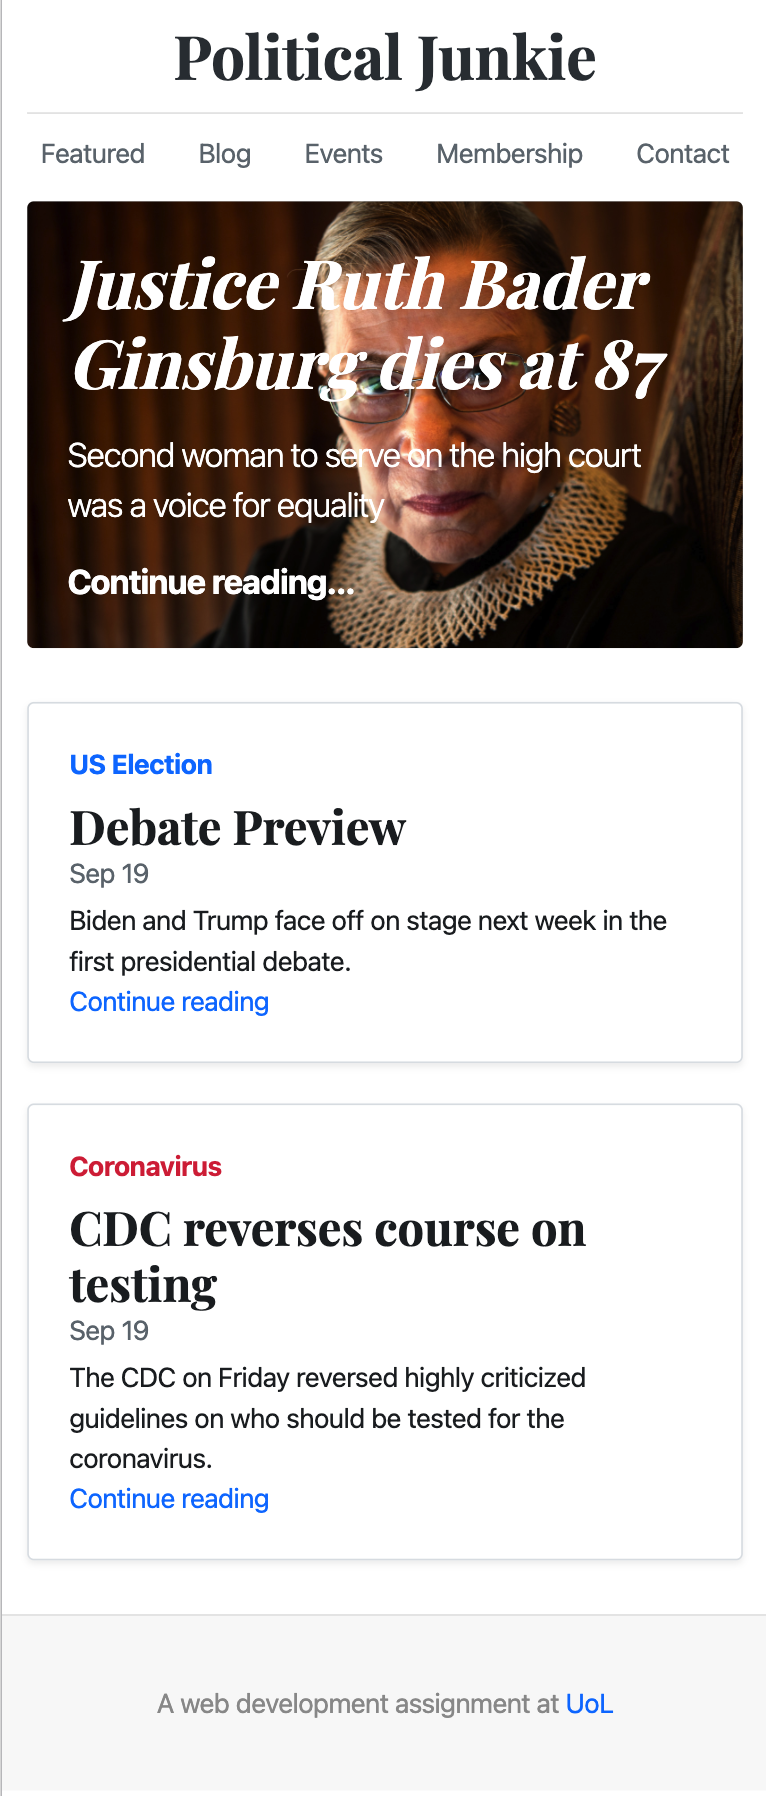 Political Junkie
Featured Blog Events Membership Contact
Justice Ruth Bader
Ginsburg dies at 87
Second woman to serve on the high court
was a voice for equality
Continue reading...
US Election
Debate Preview
Sep 19
Biden and Trump face off on stage next week in the
first presidential debate.
Continue reading
Coronavirus
CDC reverses course on
testing
Sep 19
The CDC on Friday reversed highly criticized
guidelines on who should be tested for the
coronavirus.
Continue reading
A web development assignment at UoL